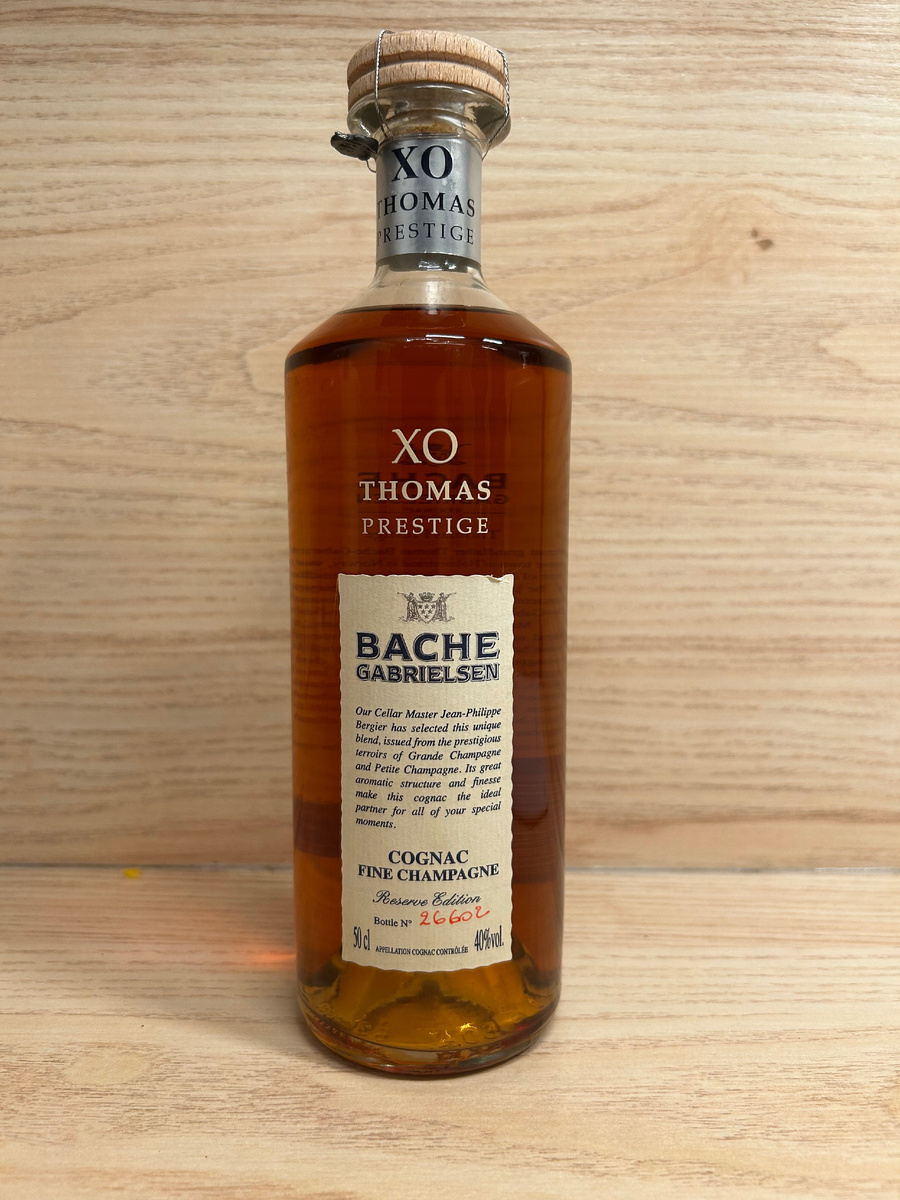 XO
THOMAS
PRESTIGE
XO
THOMAS
PRESTIGE
BACHE
GABRIELSEN
Our Cellar Master Jean-Philippe
Bergier has selected this unique
blend, issued from the prestigious
terroirs of Grande Champagne
and Petite Champagne. Its great
aromatic structure and finesse
make this cognac the ideal
partner for all of your special
moments.
COGNAC
FINE CHAMPAGNE
Reserve Edition
Bottle N° 26602
50 cl APPELLATION COGNAC CONTRÔLÉE 40%vol.